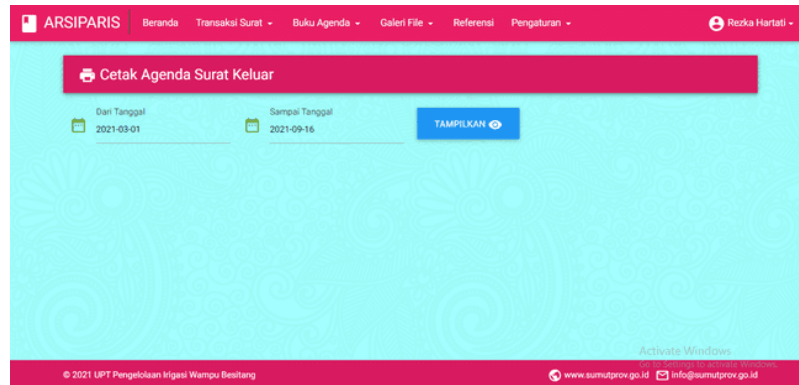 ARSIPARIS Beranda Transaksi Surat Buku Agenda Galeri File Referensi Pengaturan Rezka Hartati
Cetak Agenda Surat Keluar
Dari Tanggal Sampai Tanggal
2021-03-01 2021-09-16 TAMPILKAN
Activate Windows
Go to Settings to activate Windows.
© 2021 UPT Pengelolaan Irigasi Wampu Besitang www.sumutprov.go.id info@sumutprov.go.id